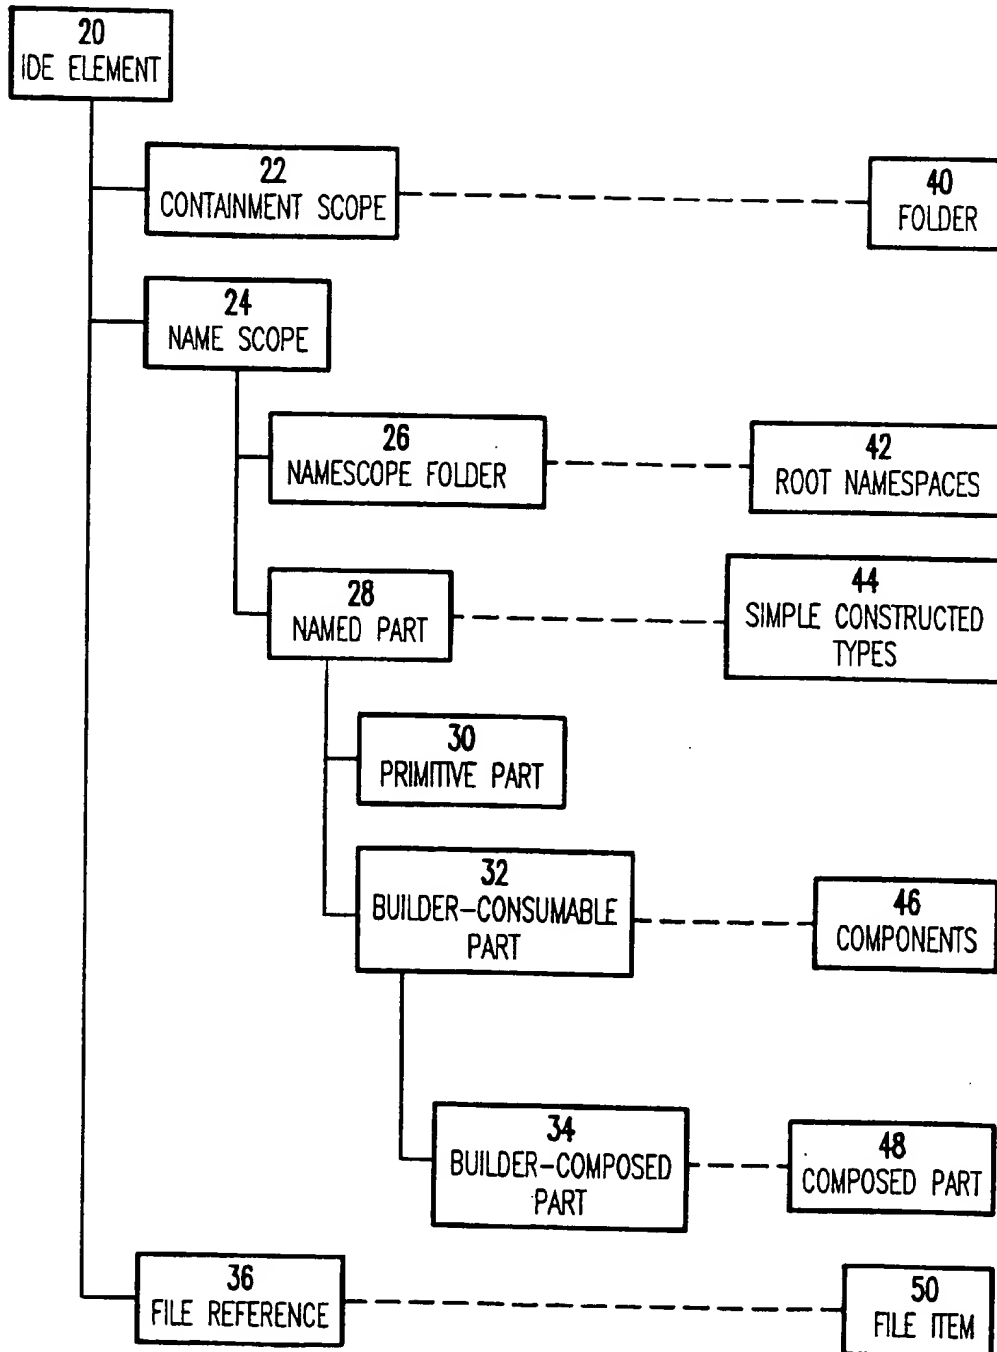 20
IDE ELEMENT
22
CONTAINMENT SCOPE
40
FOLDER
24
NAME SCOPE
26
NAMESCOPE FOLDER
42
ROOT NAMESPACES
28
NAMED PART
44
SIMPLE CONSTRUCTED
TYPES
30
PRIMITIVE PART
32
BUILDER-CONSUMABLE
PART
46
COMPONENTS
34
BUILDER-COMPOSED
PART
48
COMPOSED PART
36
FILE REFERENCE
50
FILE ITEM